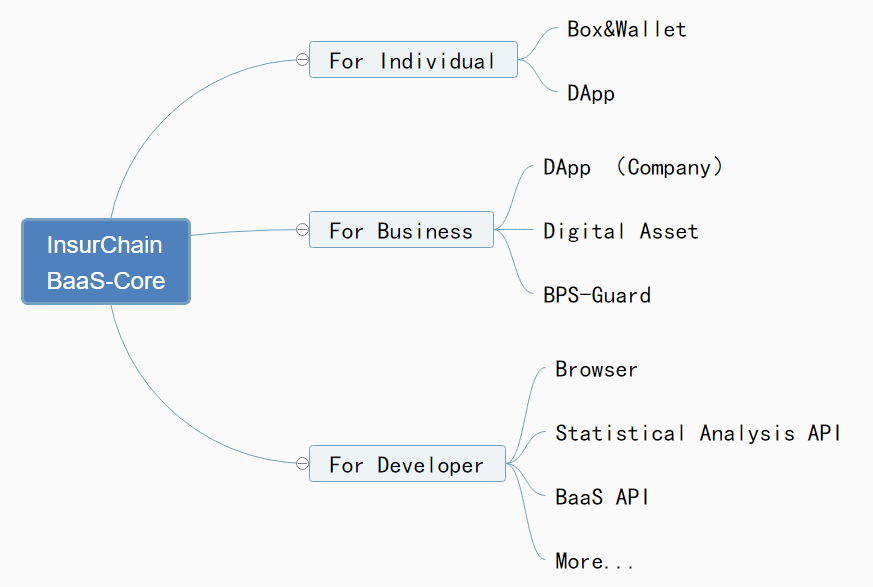 InsurChain
BaaS-Core
For Individual
Box&Wallet
DApp
For Business
DApp （Company）
Digital Asset
BPS-Guard
For Developer
Browser
Statistical Analysis API
BaaS API
More...